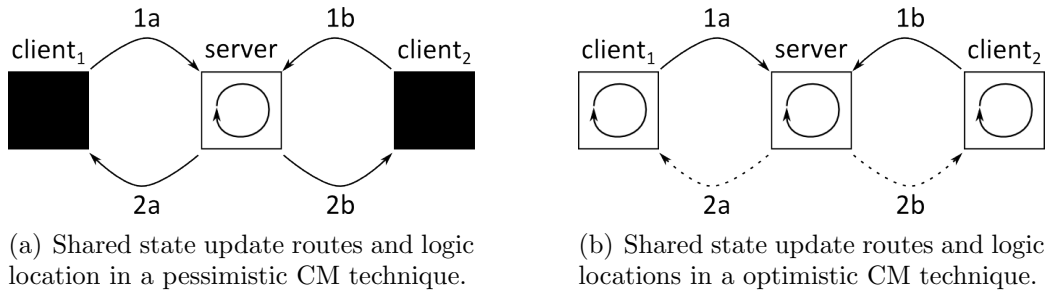 1a 1b
client₁ server client₂
2a 2b
(a) Shared state update routes and logic
location in a pessimistic CM technique.
1a 1b
client₁ server client₂
2a 2b
(b) Shared state update routes and logic
locations in a optimistic CM technique.